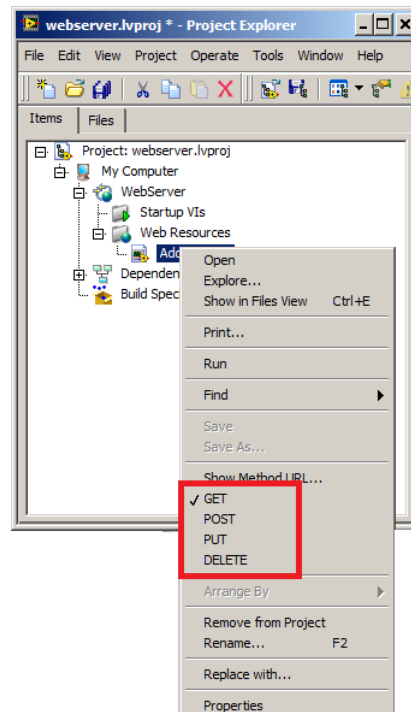 webserver.lvproj * - Project Explorer
File Edit View Project Operate Tools Window Help
Items Files
Project: webserver.lvproj
My Computer
WebServer
Startup VIs
Web Resources
Dependen
Build Spec
Open
Explore...
Show in Files View Ctrl+E
Print...
Run
Find
Save
Save As...
Show Method URL...
GET
POST
PUT
DELETE
Arrange By
Remove from Project
Rename... F2
Replace with...
Properties